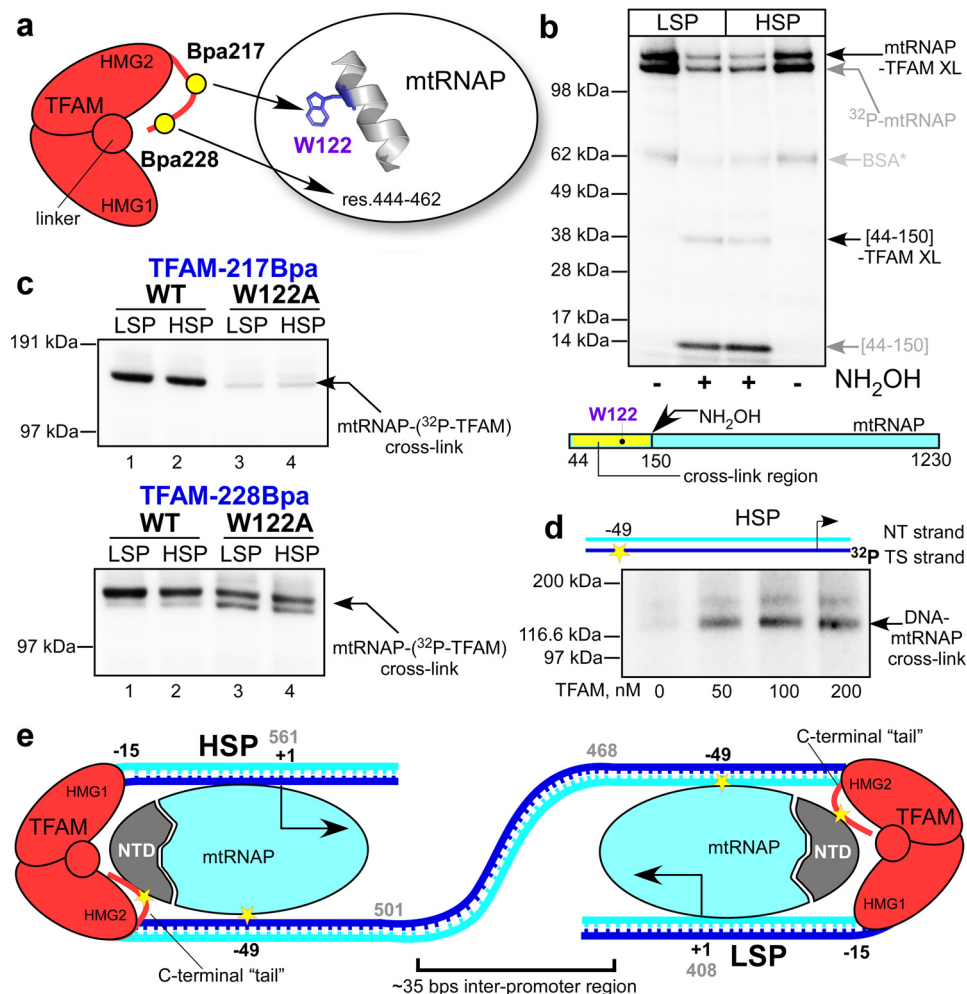 a
HMG2
TFAM
linker
HMG1
Bpa217
Bpa228
mtRNAP
W122
res.444-462
b
LSP HSP
98 kDa
62 kDa
49 kDa
38 kDa
28 kDa
17 kDa
14 kDa
mtRNAP
-TFAM XL
32P-mtRNAP
BSA*
[44-150]
-TFAM XL
[44-150]
- + + - NH2OH
W122 NH2OH mtRNAP
44 150 1230
cross-link region
c
TFAM-217Bpa
WT W122A
LSP HSP LSP HSP
191 kDa
97 kDa
mtRNAP-(32P-TFAM)
cross-link
1 2 3 4
TFAM-228Bpa
WT W122A
LSP HSP LSP HSP
97 kDa
mtRNAP-(32P-TFAM)
cross-link
1 2 3 4
d
HSP
-49
NT strand
32P TS strand
200 kDa
116.6 kDa
97 kDa
DNA-
mtRNAP
cross-link
TFAM, nM 0 50 100 200
e
-15 HSP 561
+1
HMG1
TFAM
HMG2
NTD
mtRNAP
-49
C-terminal "tail"
501
468
-49
C-terminal "tail"
HMG2
TFAM
HMG1
mtRNAP
NTD
+1
408
LSP
-15
~35 bps inter-promoter region